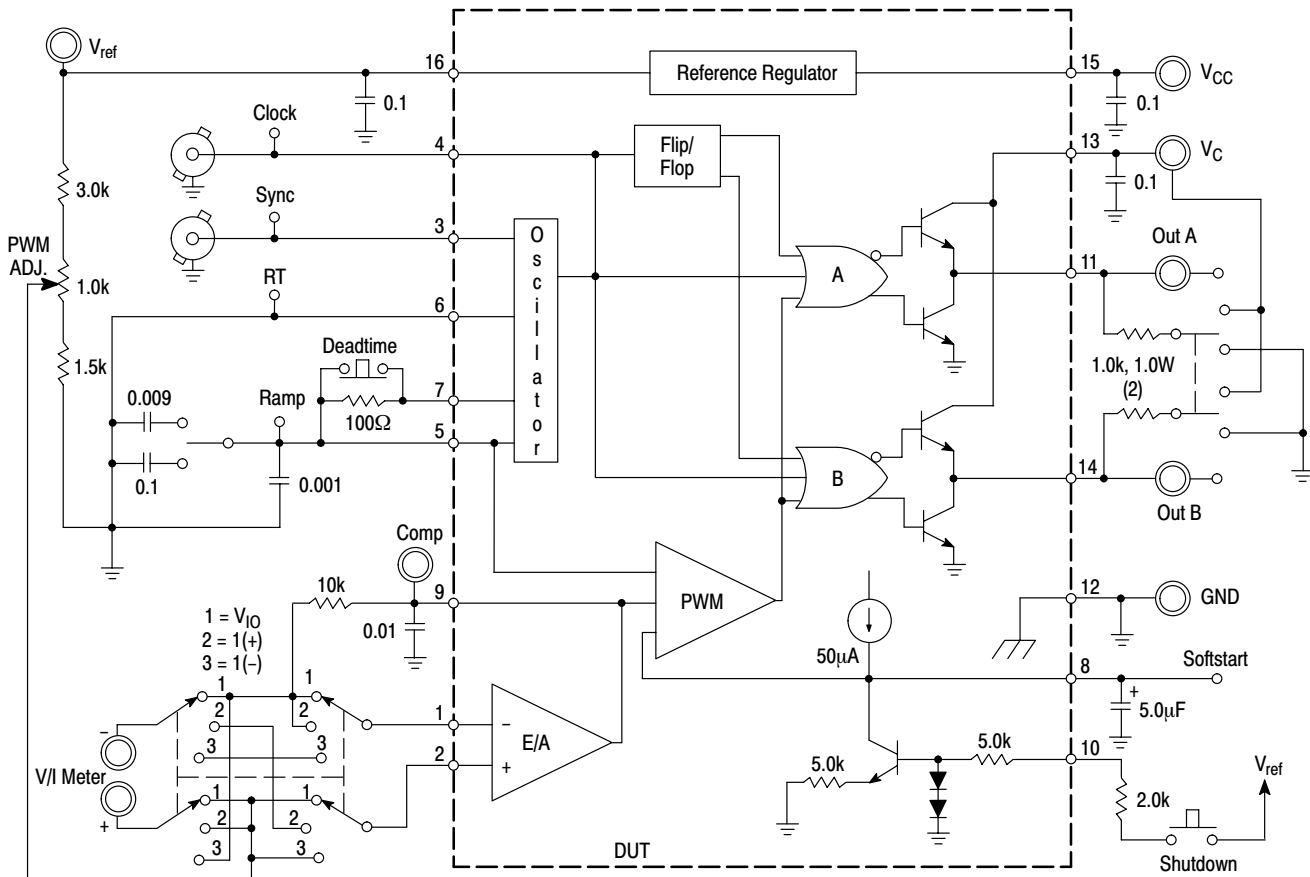 Vref
16
Reference Regulator
15
VCC
0.1
0.1
Clock
4
Flip/
Flop
13
VC
0.1
3.0k
Sync
3
Oscillator
PWM
ADJ.
1.0k
RT
6
A
11
Out A
1.5k
Deadtime
7
100Ω
1.0k, 1.0W
(2)
0.009
Ramp
5
0.1
0.001
B
14
Out B
Comp
10k
9
0.01
PWM
12
GND
1 = VIO
2 = 1(+)
3 = 1(−)
50μA
8
Softstart
+
5.0μF
1
1
2
2
3
3
−
V/I Meter
+
1
−
E/A
2
+
5.0k
5.0k
10
Vref
2.0k
1
1
2
2
3
3
DUT
Shutdown